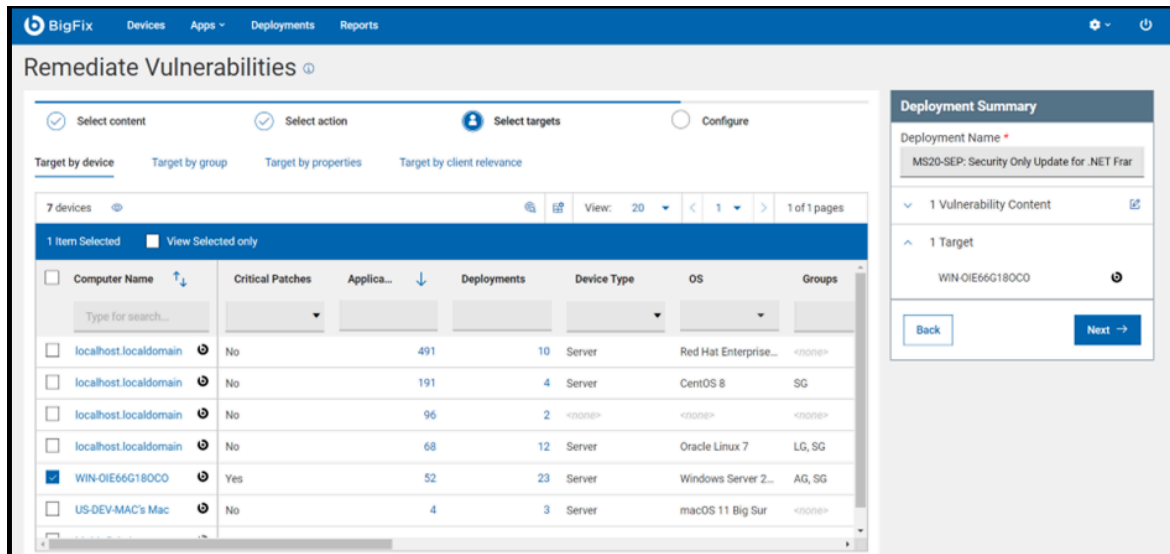 BigFix Devices Apps Deployments Reports
Remediate Vulnerabilities
Select content Select action Select targets Configure
Target by device Target by group Target by properties Target by client relevance
7 devices View: 20 1 1 of 1 pages
1 Item Selected View Selected only
Computer Name Critical Patches Applica... Deployments Device Type OS Groups
Type for search...
localhost.localdomain No 491 10 Server Red Hat Enterprise... <none>
localhost.localdomain No 191 4 Server CentOS 8 SG
localhost.localdomain No 96 2 <none> <none> <none>
localhost.localdomain No 68 12 Server Oracle Linux 7 LG, SG
WIN-OIE66G18OCO Yes 52 23 Server Windows Server 2... AG, SG
US-DEV-MAC's Mac No 4 3 Server macOS 11 Big Sur <none>
Deployment Summary
Deployment Name *
MS20-SEP: Security Only Update for .NET Frar
1 Vulnerability Content
1 Target
WIN-OIE66G18OCO
Back Next →